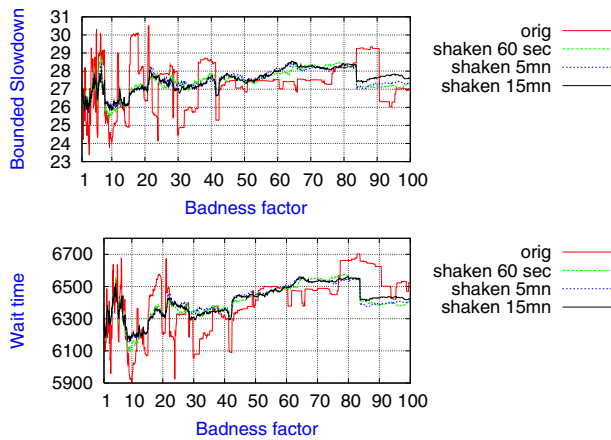 Bounded Slowdown
31
30
29
28
27
26
25
24
23
1 10 20 30 40 50 60 70 80 90 100
Badness factor
orig
shaken 60 sec
shaken 5mn
shaken 15mn
Wait time
6700
6500
6300
6100
5900
1 10 20 30 40 50 60 70 80 90 100
Badness factor
orig
shaken 60 sec
shaken 5mn
shaken 15mn